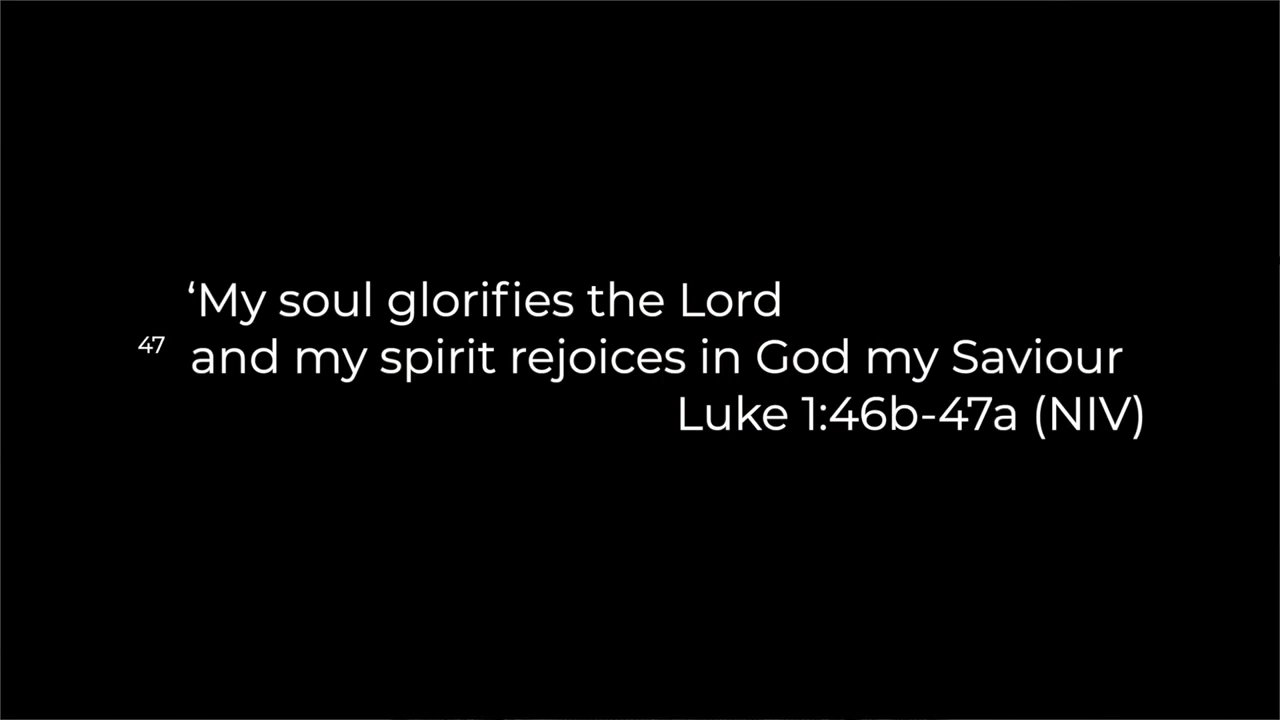 ‘My soul glorifies the Lord
47 and my spirit rejoices in God my Saviour
Luke 1:46b-47a (NIV)